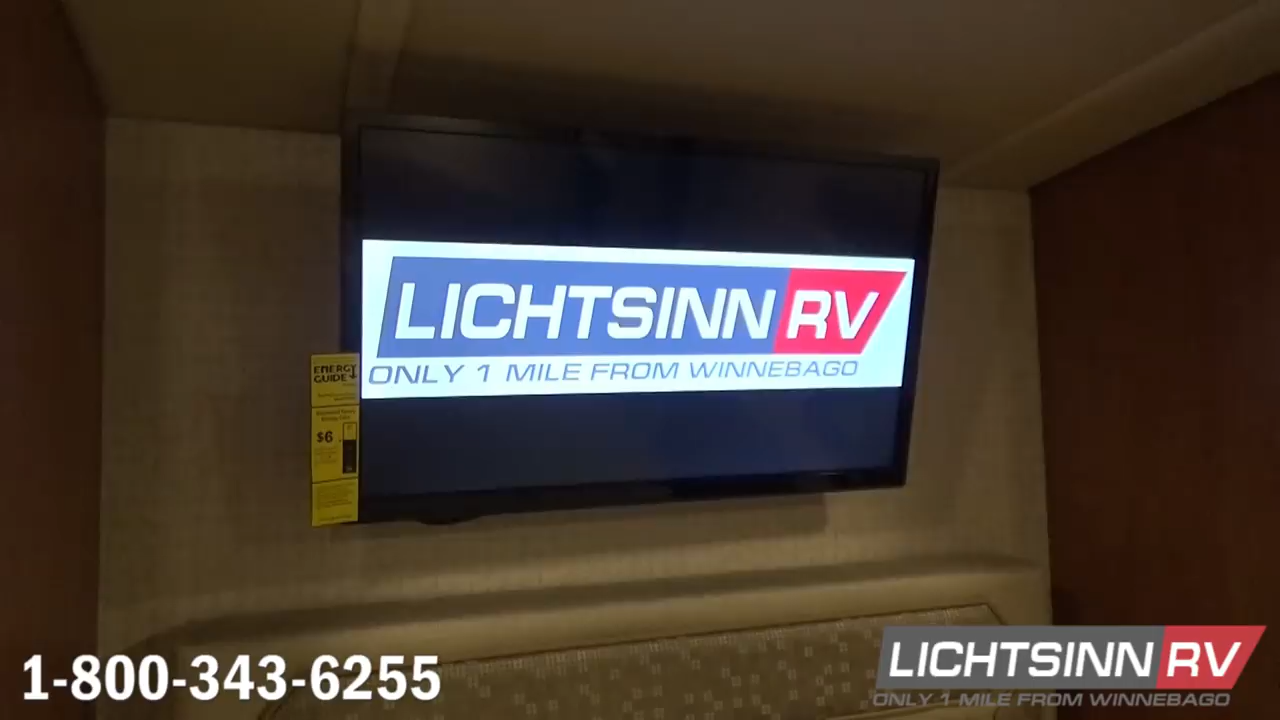 LICHTSINN RV
ONLY 1 MILE FROM WINNEBAGO
ENERGY
GUIDE
$6
1-800-343-6255
LICHTSINN RV
ONLY 1 MILE FROM WINNEBAGO